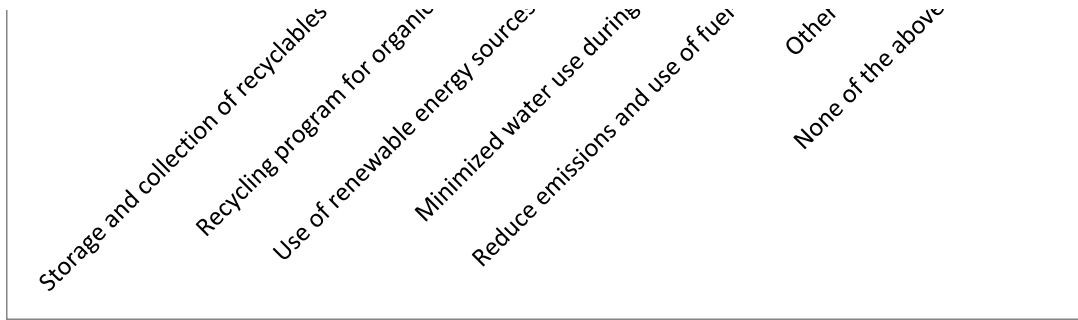 Storage and collection of recyclables
Recycling program for organic
Use of renewable energy sources
Minimized water use during
Reduce emissions and use of fuel
Other
None of the above